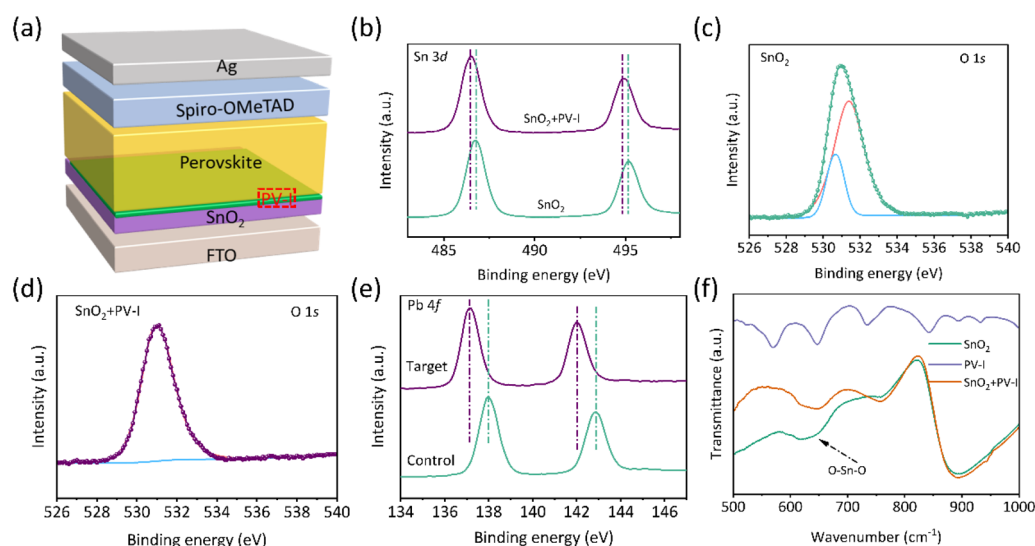 (a)
Ag
Spiro-OMeTAD
Perovskite
PV-I
SnO₂
FTO
(b)
Sn 3d
SnO₂+PV-I
SnO₂
Intensity (a.u.)
485 490 495
Binding energy (eV)
(c)
SnO₂
O 1s
Intensity (a.u.)
526 528 530 532 534 536 538 540
Binding energy (eV)
(d)
SnO₂+PV-I
O 1s
Intensity (a.u.)
526 528 530 531 533 535 536 538 540
Binding energy (eV)
(e)
Pb 4f
Target
Control
Intensity (a.u.)
134 136 138 140 142 144 146
Binding energy (eV)
(f)
SnO₂
PV-I
SnO₂+PV-I
O-Sn-O
Transmittance (a.u.)
500 600 700 800 900 1000
Wavenumber (cm⁻¹)